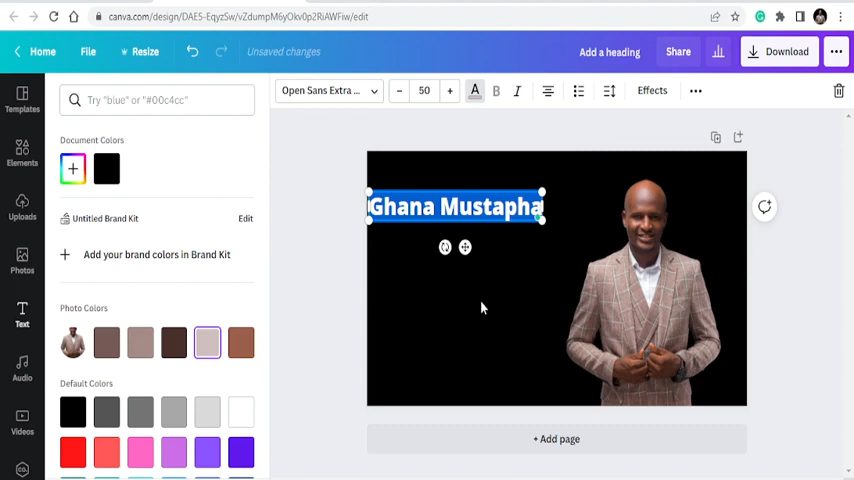 canva.com/design/DAE5-EqyzSw/vZdumpM6yOkv0p2RiAWFiw/edit
Home File Resize Unsaved changes Add a heading Share Download
Templates
Elements
Uploads
Photos
Text
Audio
Videos
Try "blue" or "#00c4cc"
Document Colors
Untitled Brand Kit Edit
Add your brand colors in Brand Kit
Photo Colors
Default Colors
Open Sans Extra ... 50 A B I Effects
Ghana Mustapha
+ Add page